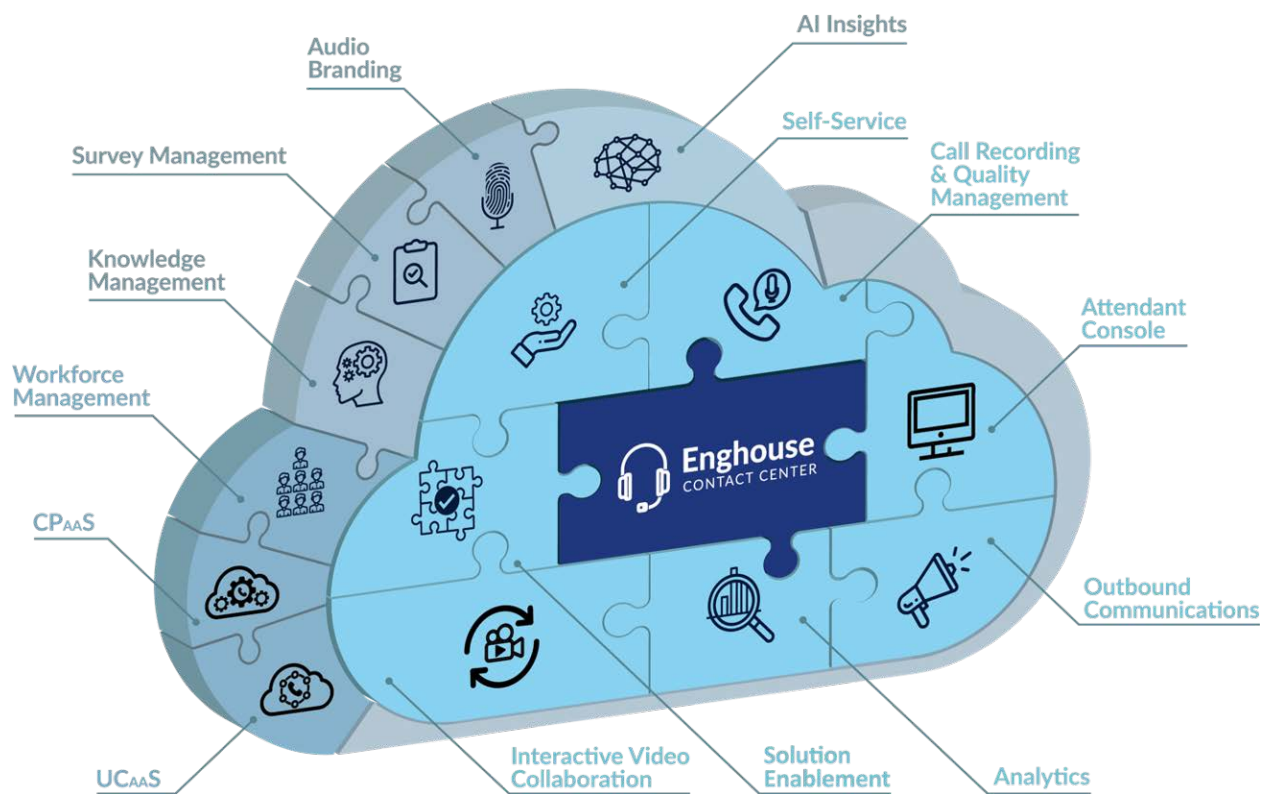 AI Insights
Audio
Branding
Self-Service
Survey Management
Call Recording
& Quality
Management
Knowledge
Management
Attendant
Console
Workforce
Management
Enghouse
CONTACT CENTER
CPAAS
Outbound
Communications
UCAAS
Interactive Video
Collaboration
Solution
Enablement
Analytics